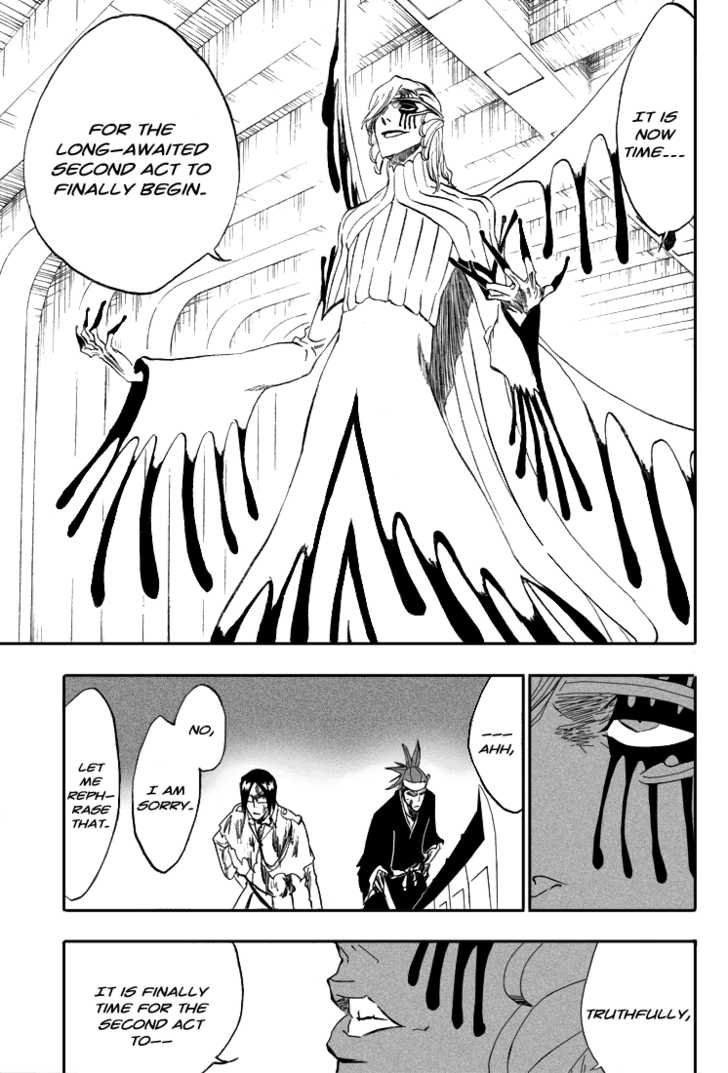 IT IS
NOW
TIME---
FOR THE
LONG-AWAITED
SECOND ACT TO
FINALLY BEGIN.
---
AHH,
NO,
I AM
SORRY.
LET
ME
REPH-
RASE
THAT.
TRUTHFULLY,
IT IS FINALLY
TIME FOR THE
SECOND ACT
TO--